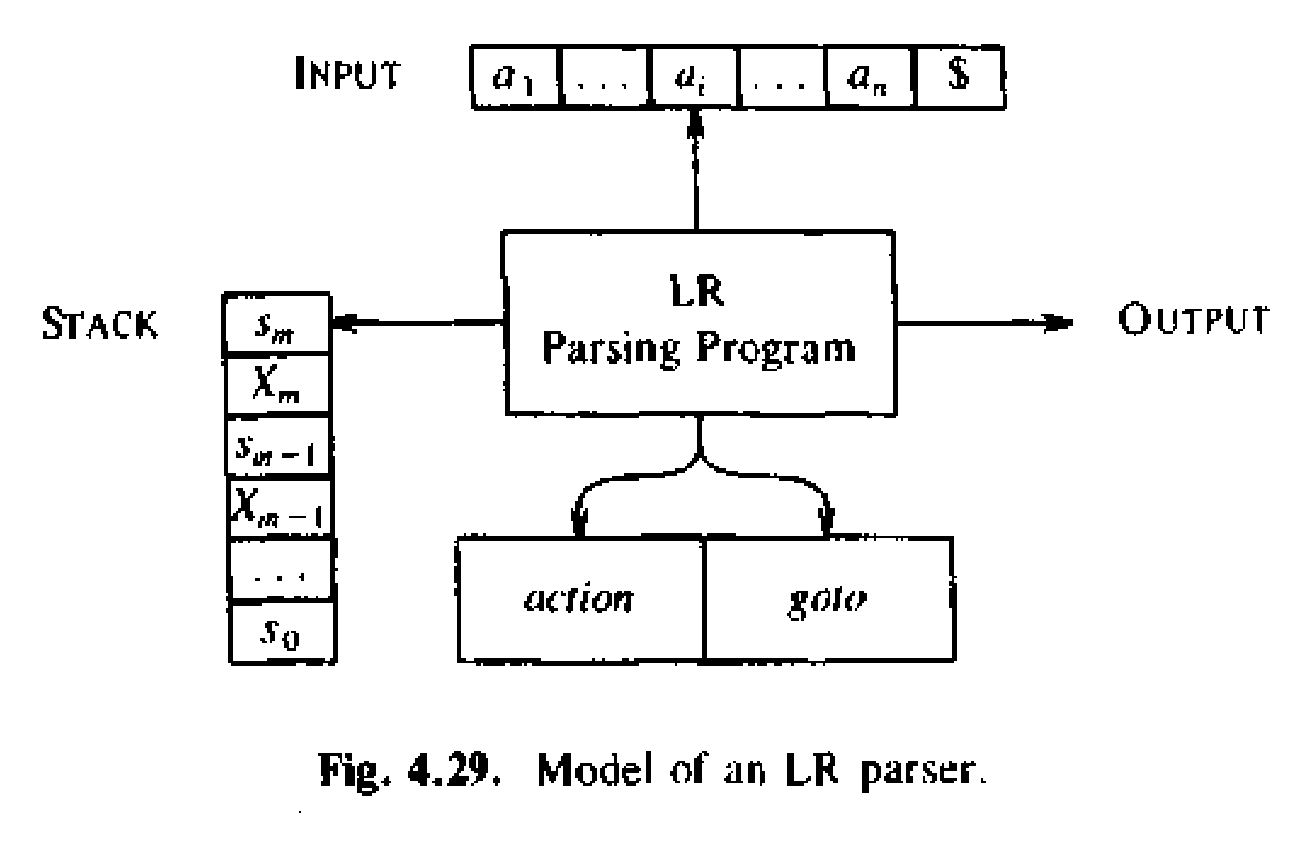 INPUT a₁ ... aᵢ ... aₙ $
LR
Parsing Program
STACK
sₘ
Xₘ
sₘ₋₁
Xₘ₋₁
...
s₀
OUTPUT
action goto
Fig. 4.29. Model of an LR parser.